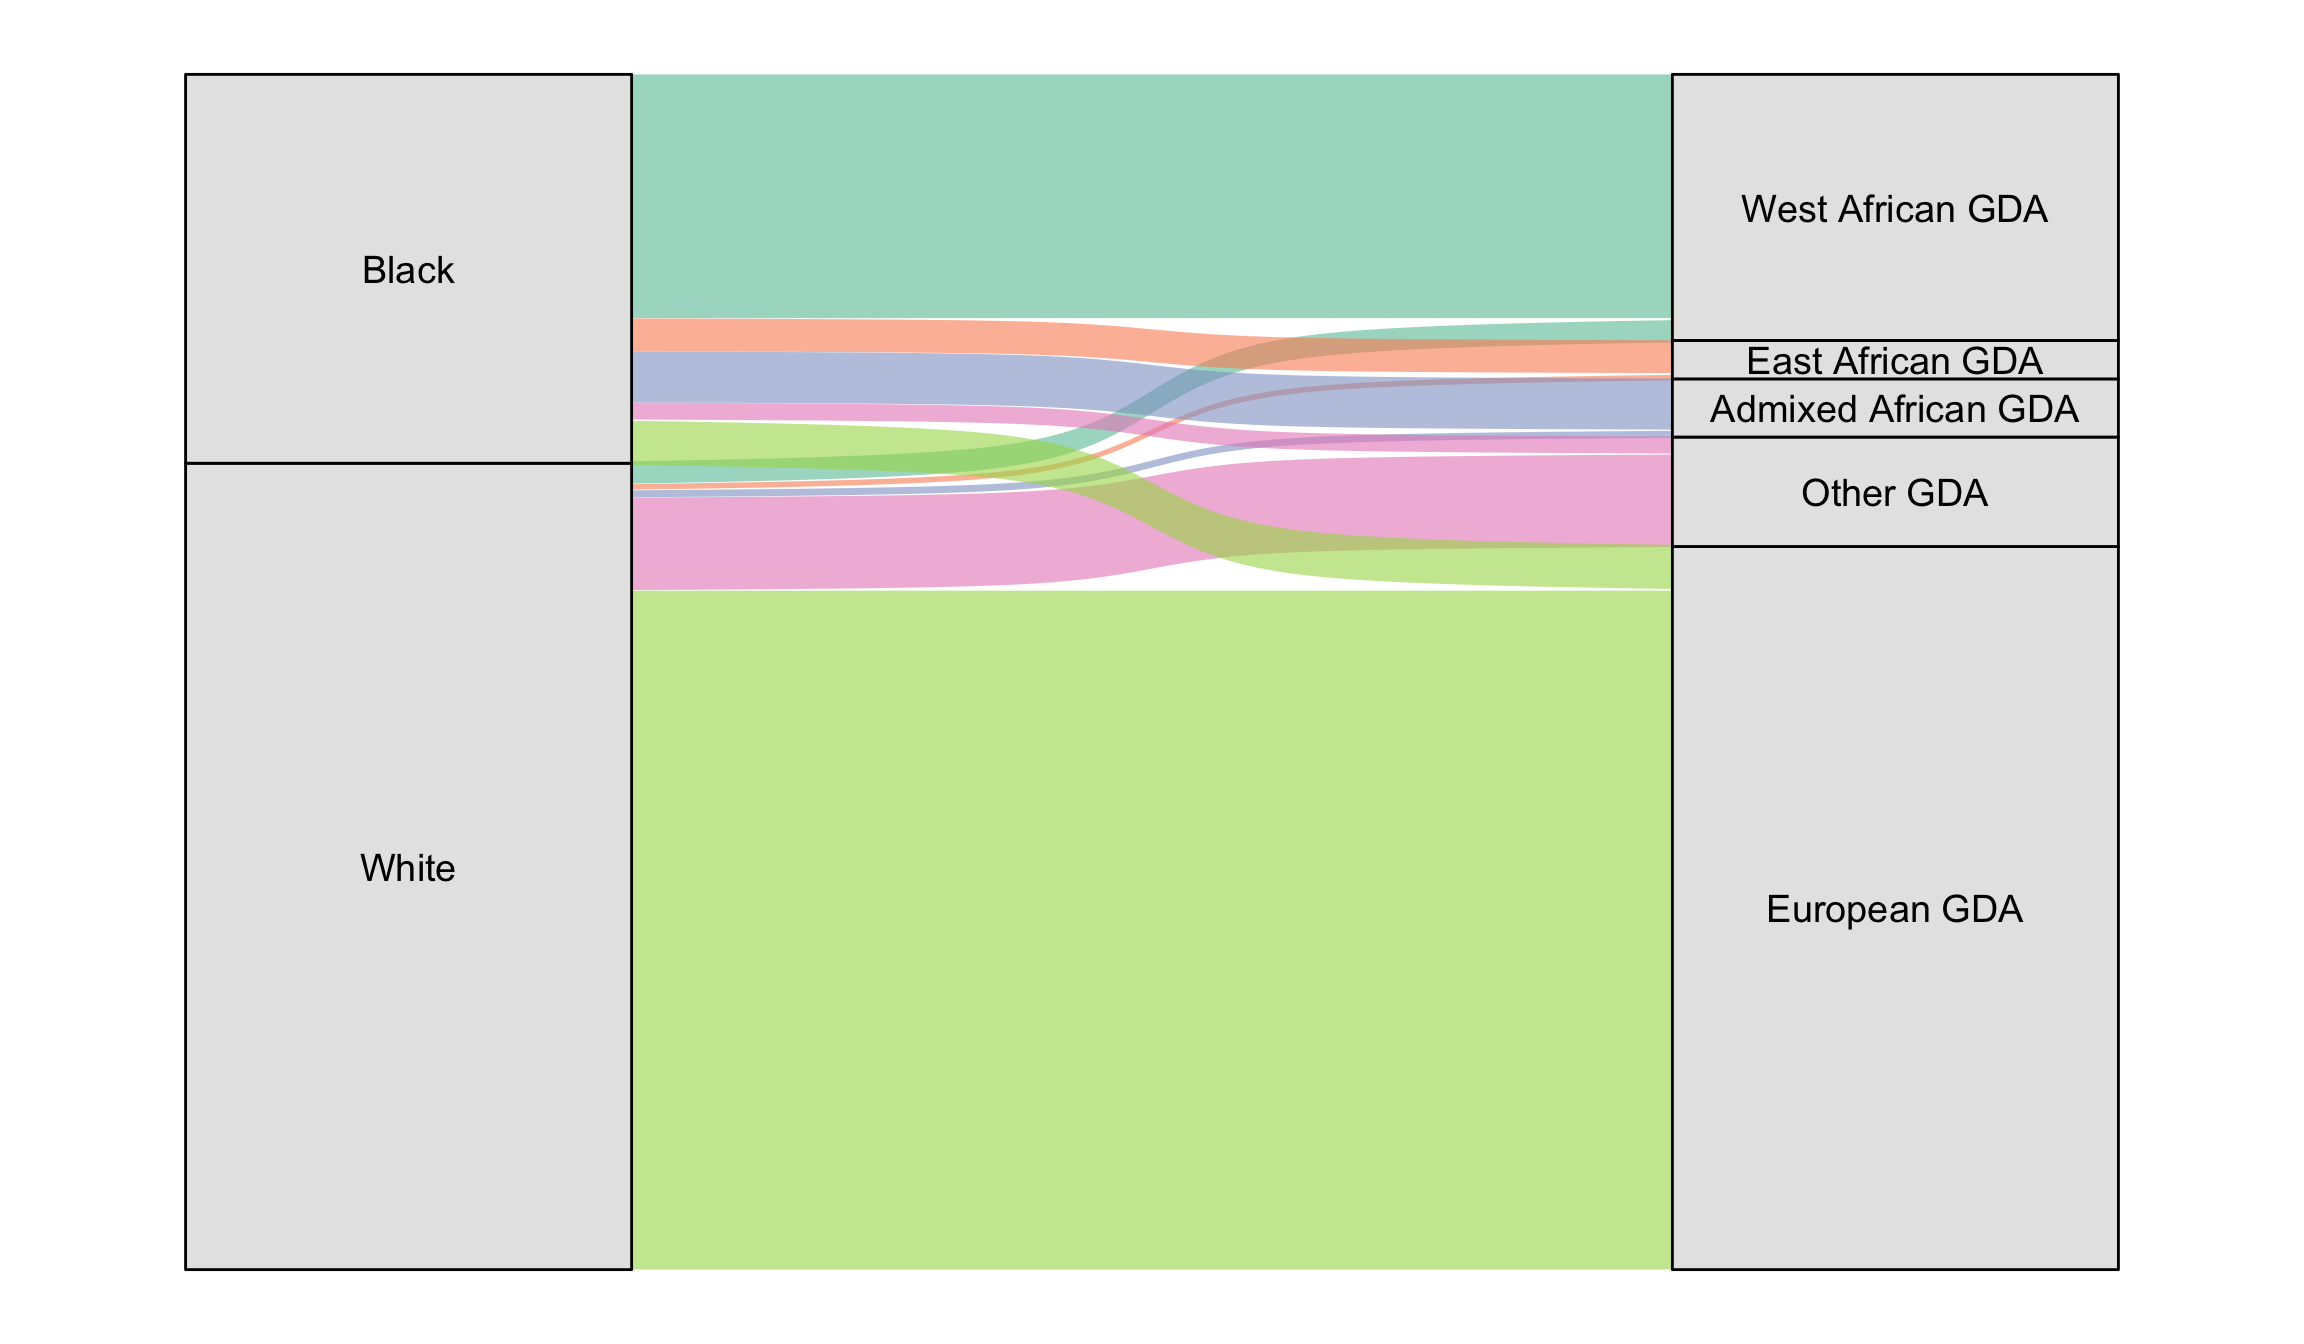 Black
White
West African GDA
East African GDA
Admixed African GDA
Other GDA
European GDA